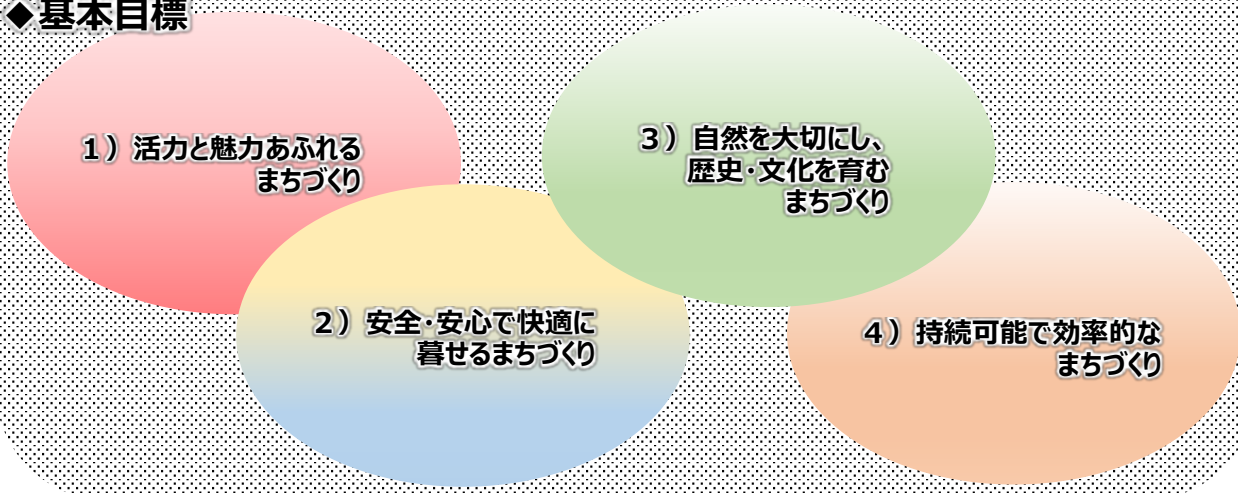 ◆基本目標
1）活力と魅力あふれる
まちづくり
2）安全・安心で快適に
暮せるまちづくり
3）自然を大切にし、
歴史・文化を育む
まちづくり
4）持続可能で効率的な
まちづくり